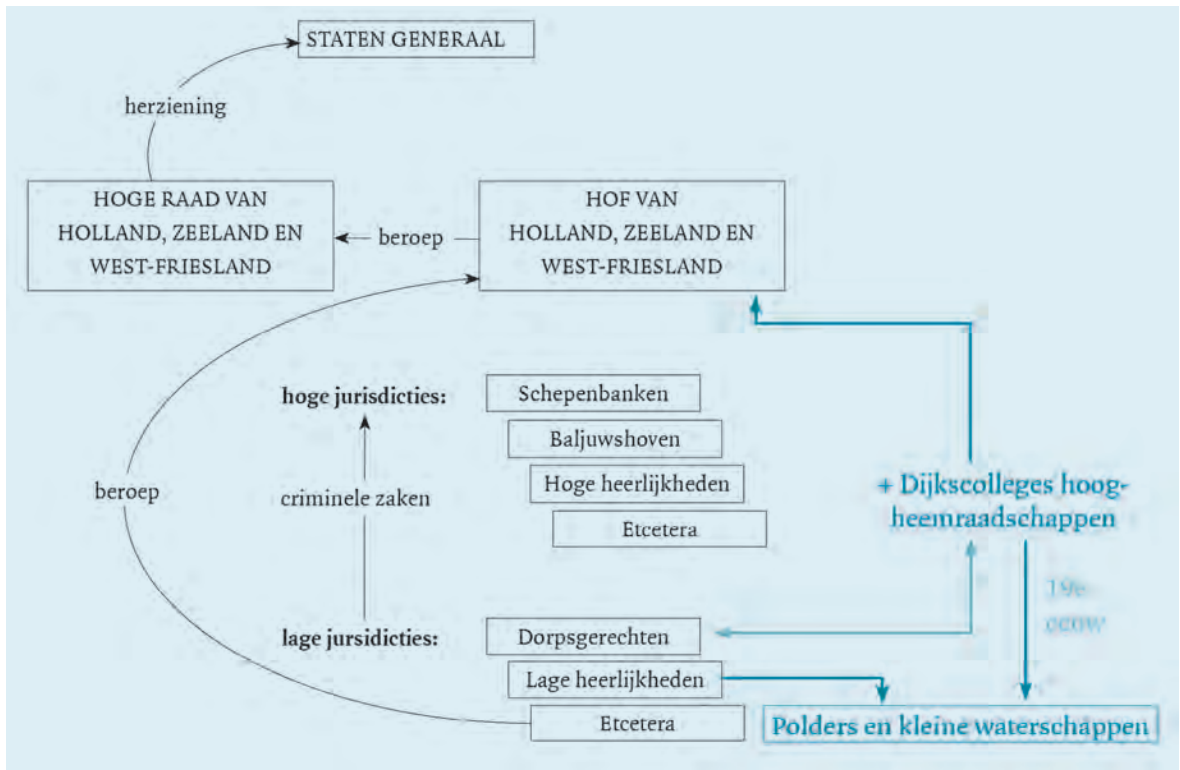 STATEN GENERAAL
herziening
HOGE RAAD VAN
HOLLAND, ZEELAND EN
WEST-FRIESLAND
beroep
HOF VAN
HOLLAND, ZEELAND EN
WEST-FRIESLAND
hoge jurisdicties:
Schepenbanken
Baljuwshoven
Hoge heerlijkheden
Etcetera
beroep
criminele zaken
+ Dijkscolleges hoog-
heemraadschappen
19e
eeuw
lage jursidicties:
Dorpsgerechten
Lage heerlijkheden
Etcetera
Polders en kleine waterschappen